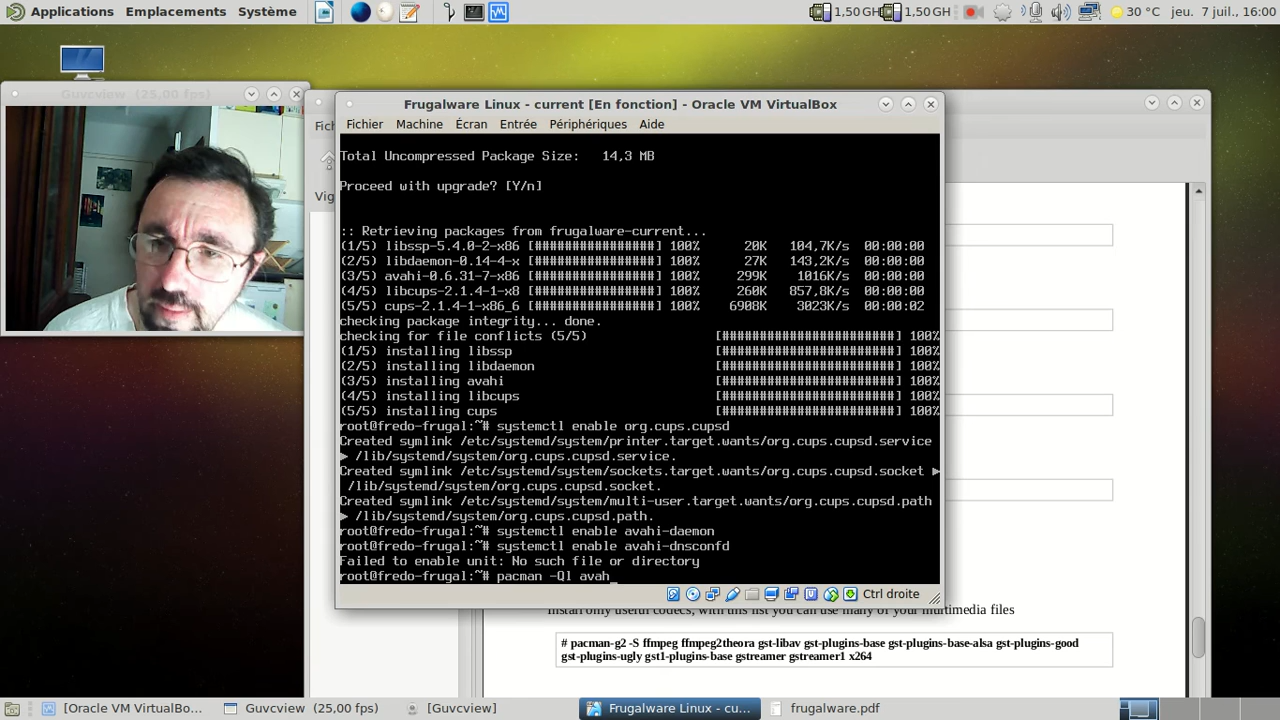 Applications Emplacements Système
1,50 GH 1,50 GH 30 °C jeu. 7 juil., 16:00
Guvcview (25,00 fps)
Frugalware Linux - current [En fonction] - Oracle VM VirtualBox
Fichier Machine Écran Entrée Périphériques Aide
Total Uncompressed Package Size: 14,3 MB
Proceed with upgrade? [Y/n]
:: Retrieving packages from frugalware-current...
(1/5) libssp-5.4.0-2-x86 [################] 100% 20K 104,7K/s 00:00:00
(2/5) libdaemon-0.14-4-x [################] 100% 27K 143,2K/s 00:00:00
(3/5) avahi-0.6.31-7-x86 [################] 100% 299K 1016K/s 00:00:00
(4/5) libcups-2.1.4-1-x8 [################] 100% 260K 857,8K/s 00:00:00
(5/5) cups-2.1.4-1-x86_6 [################] 100% 6908K 3023K/s 00:00:02
checking package integrity... done.
checking for file conflicts (5/5) [#######################] 100%
(1/5) installing libssp [#######################] 100%
(2/5) installing libdaemon [#######################] 100%
(3/5) installing avahi [#######################] 100%
(4/5) installing libcups [#######################] 100%
(5/5) installing cups [#######################] 100%
root@fredo-frugal:~# systemctl enable org.cups.cupsd
Created symlink /etc/systemd/system/printer.target.wants/org.cups.cupsd.service
► /lib/systemd/system/org.cups.cupsd.service.
Created symlink /etc/systemd/system/sockets.target.wants/org.cups.cupsd.socket ►
/lib/systemd/system/org.cups.cupsd.socket.
Created symlink /etc/systemd/system/multi-user.target.wants/org.cups.cupsd.path
► /lib/systemd/system/org.cups.cupsd.path.
root@fredo-frugal:~# systemctl enable avahi-daemon
root@fredo-frugal:~# systemctl enable avahi-dnsconfd
Failed to enable unit: No such file or directory
root@fredo-frugal:~# pacman -Ql avah_
Ctrl droite
Fich
Vig
Install only useful codecs, with this list you can use many of your multimedia files
# pacman-g2 -S ffmpeg ffmpeg2theora gst-libav gst-plugins-base gst-plugins-base-alsa gst-plugins-good
gst-plugins-ugly gst1-plugins-base gstreamer gstreamer1 x264
[Oracle VM VirtualBo... Guvcview (25,00 fps) [Guvcview] Frugalware Linux - cu... frugalware.pdf